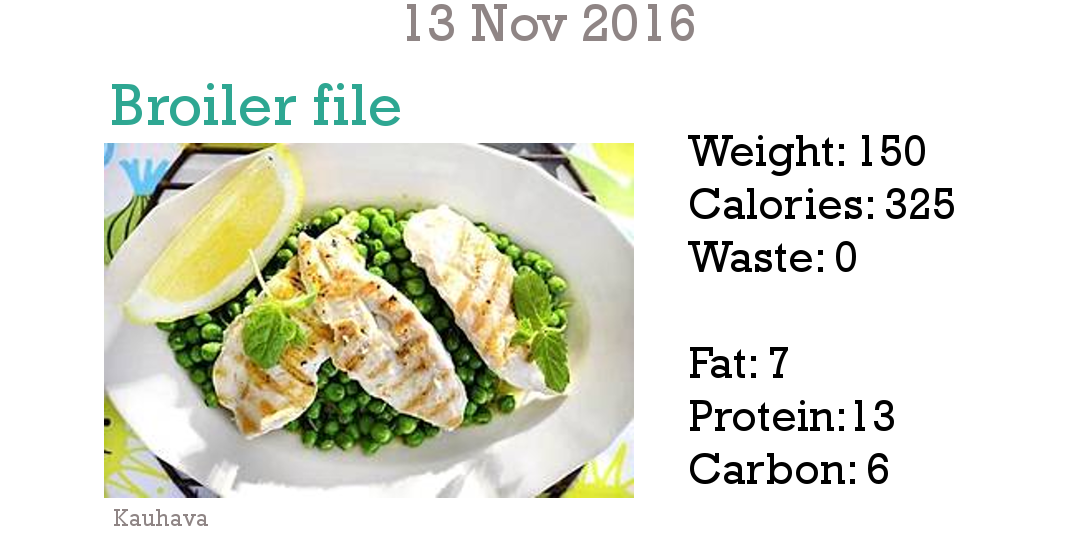 13 Nov 2016
Broiler file
Weight: 150
Calories: 325
Waste: 0
Fat: 7
Protein:13
Carbon: 6
Kauhava